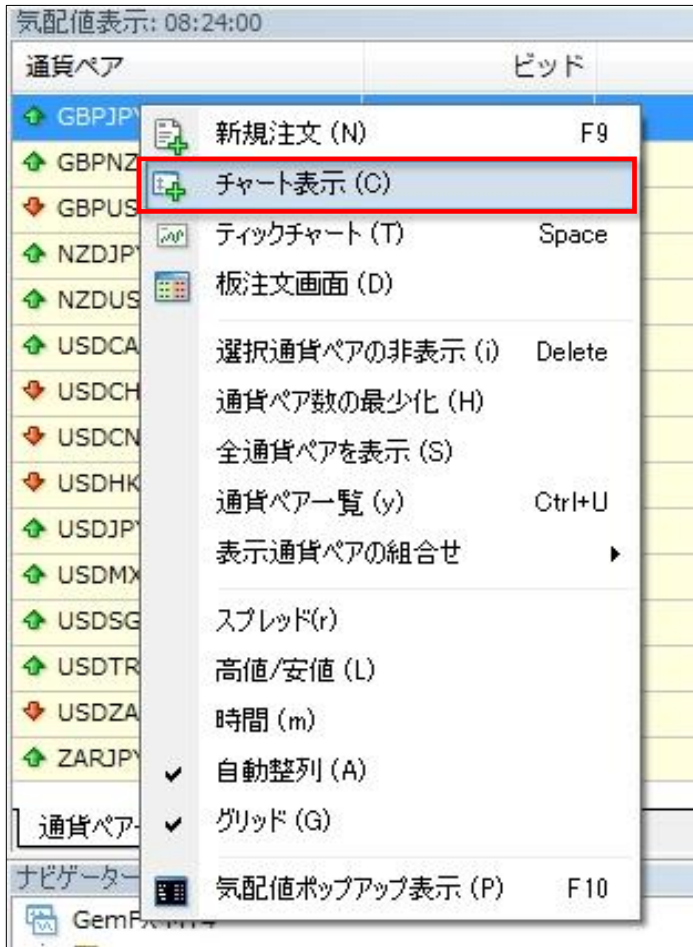 気配値表示: 08:24:00
通貨ペア ビッド
GBPJPY
新規注文 (N) F9
GBPNZ
チャート表示 (C)
GBPUS
ティックチャート (T) Space
NZDJPY
板注文画面 (D)
NZDUS
USDCA
選択通貨ペアの非表示 (i) Delete
USDCH
通貨ペア数の最少化 (H)
USDCN
全通貨ペアを表示 (S)
USDHK
通貨ペア一覧 (y) Ctrl+U
USDJPY
表示通貨ペアの組合せ
USDMX
USDSG
スプレッド(r)
USDTR
高値/安値 (L)
USDZA
時間 (m)
ZARJPY
自動整列 (A)
通貨ペア
グリッド (G)
ナビゲーター
気配値ポップアップ表示 (P) F10
GemFX MT4